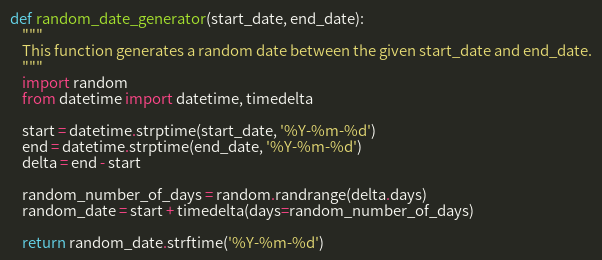 def random_date_generator(start_date, end_date):
    """
    This function generates a random date between the given start_date and end_date.
    """
    import random
    from datetime import datetime, timedelta

    start = datetime.strptime(start_date, '%Y-%m-%d')
    end = datetime.strptime(end_date, '%Y-%m-%d')
    delta = end - start

    random_number_of_days = random.randrange(delta.days)
    random_date = start + timedelta(days=random_number_of_days)

    return random_date.strftime('%Y-%m-%d')